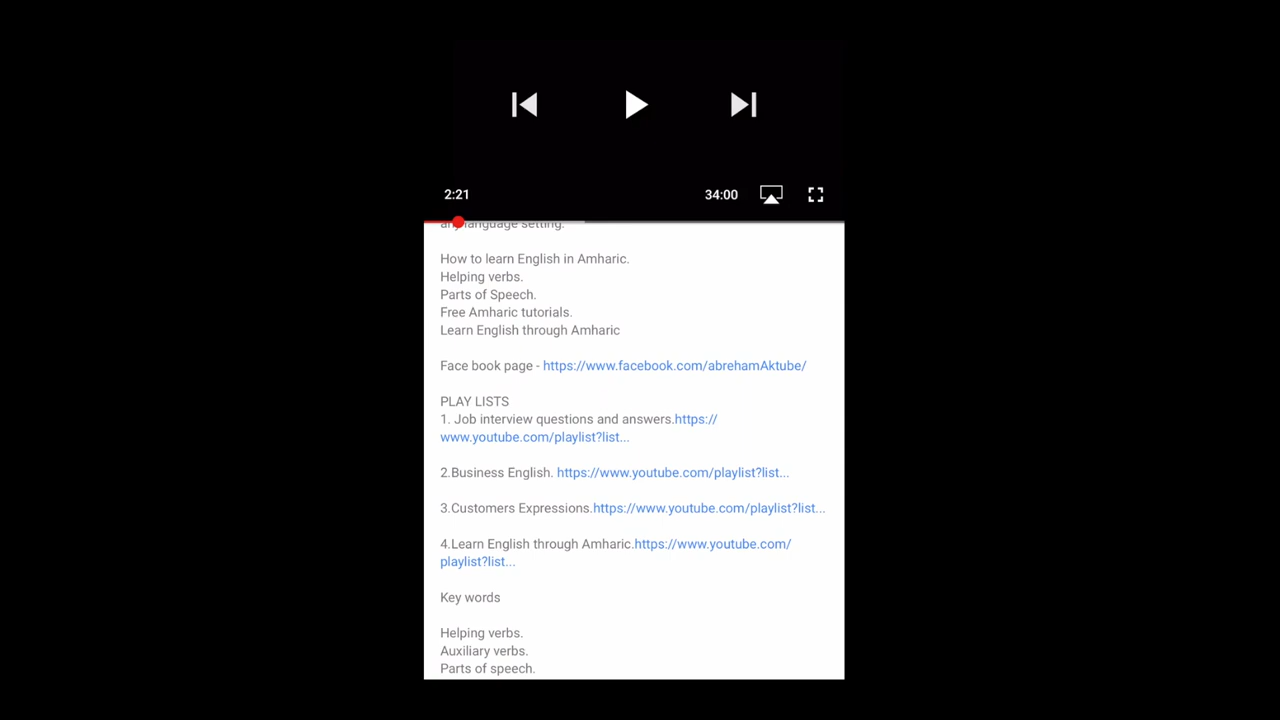 2:21
34:00
any language setting.
How to learn English in Amharic.
Helping verbs.
Parts of Speech.
Free Amharic tutorials.
Learn English through Amharic
Face book page - https://www.facebook.com/abrehamAktube/
PLAY LISTS
1. Job interview questions and answers.https://
www.youtube.com/playlist?list...
2.Business English. https://www.youtube.com/playlist?list...
3.Customers Expressions.https://www.youtube.com/playlist?list...
4.Learn English through Amharic.https://www.youtube.com/
playlist?list...
Key words
Helping verbs.
Auxiliary verbs.
Parts of speech.